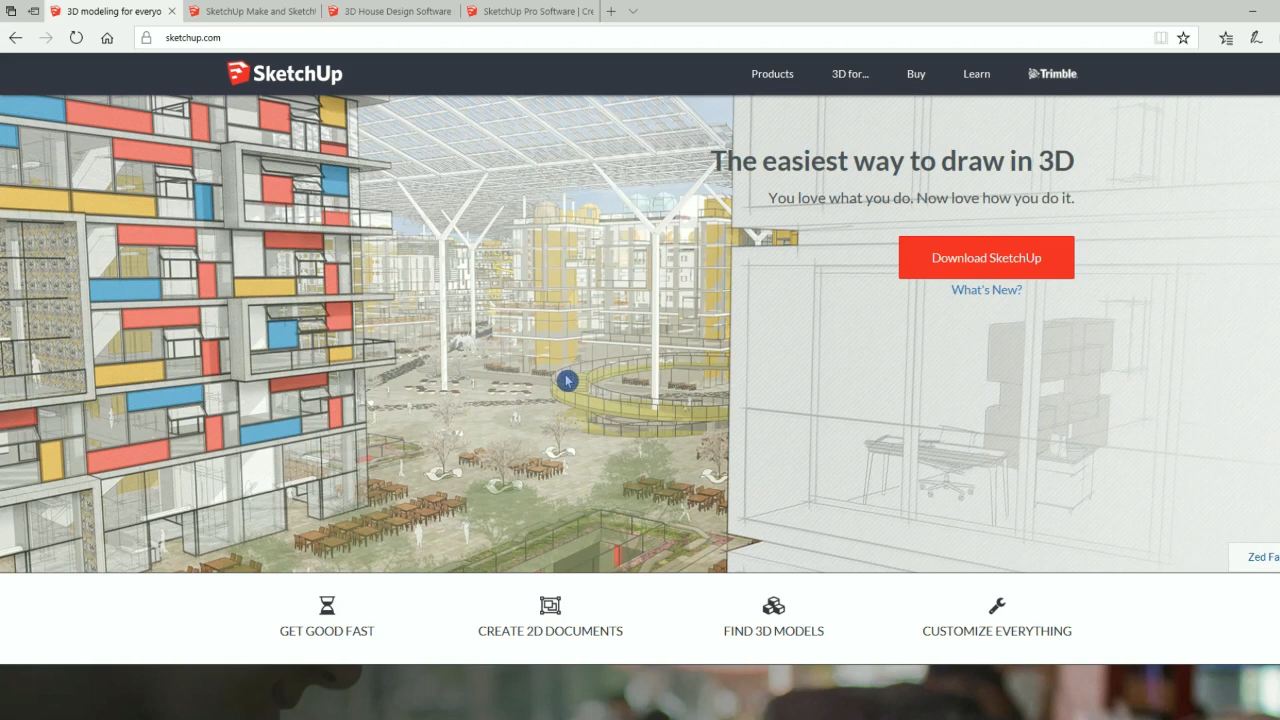 3D modeling for everyo
SketchUp Make and Sketch
3D House Design Software
SketchUp Pro Software | Cre
sketchup.com
SketchUp
Products
3D for...
Buy
Learn
Trimble
The easiest way to draw in 3D
You love what you do. Now love how you do it.
Download SketchUp
What's New?
Zed Fa
GET GOOD FAST
CREATE 2D DOCUMENTS
FIND 3D MODELS
CUSTOMIZE EVERYTHING